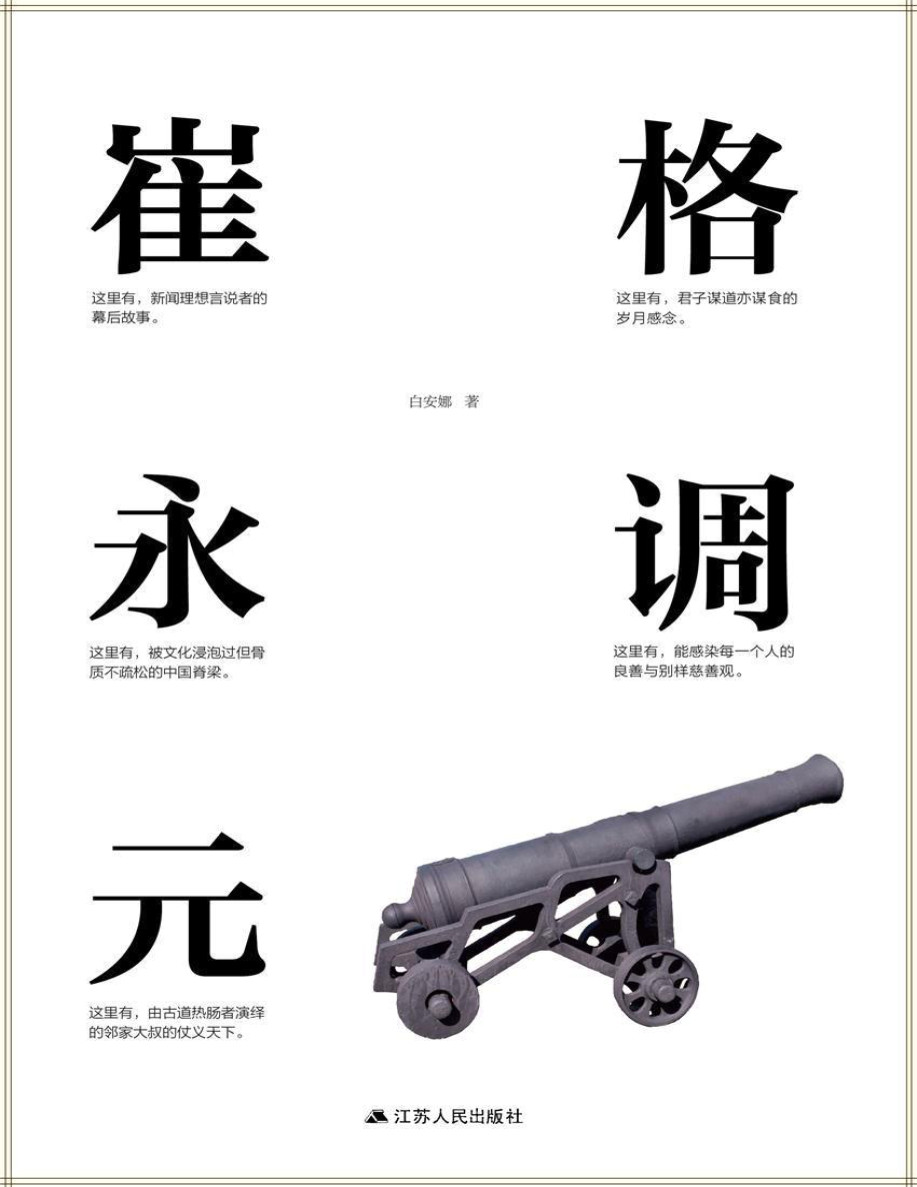 崔
这里有，新闻理想言说者的
幕后故事。
永
这里有，被文化浸泡过但骨
质不疏松的中国脊梁。
元
这里有，由古道热肠者演绎
的邻家大叔的仗义天下。
格
这里有，君子谋道亦谋食的
岁月感念。
调
这里有，能感染每一个人的
良善与别样慈善观。
白安娜 著
江苏人民出版社